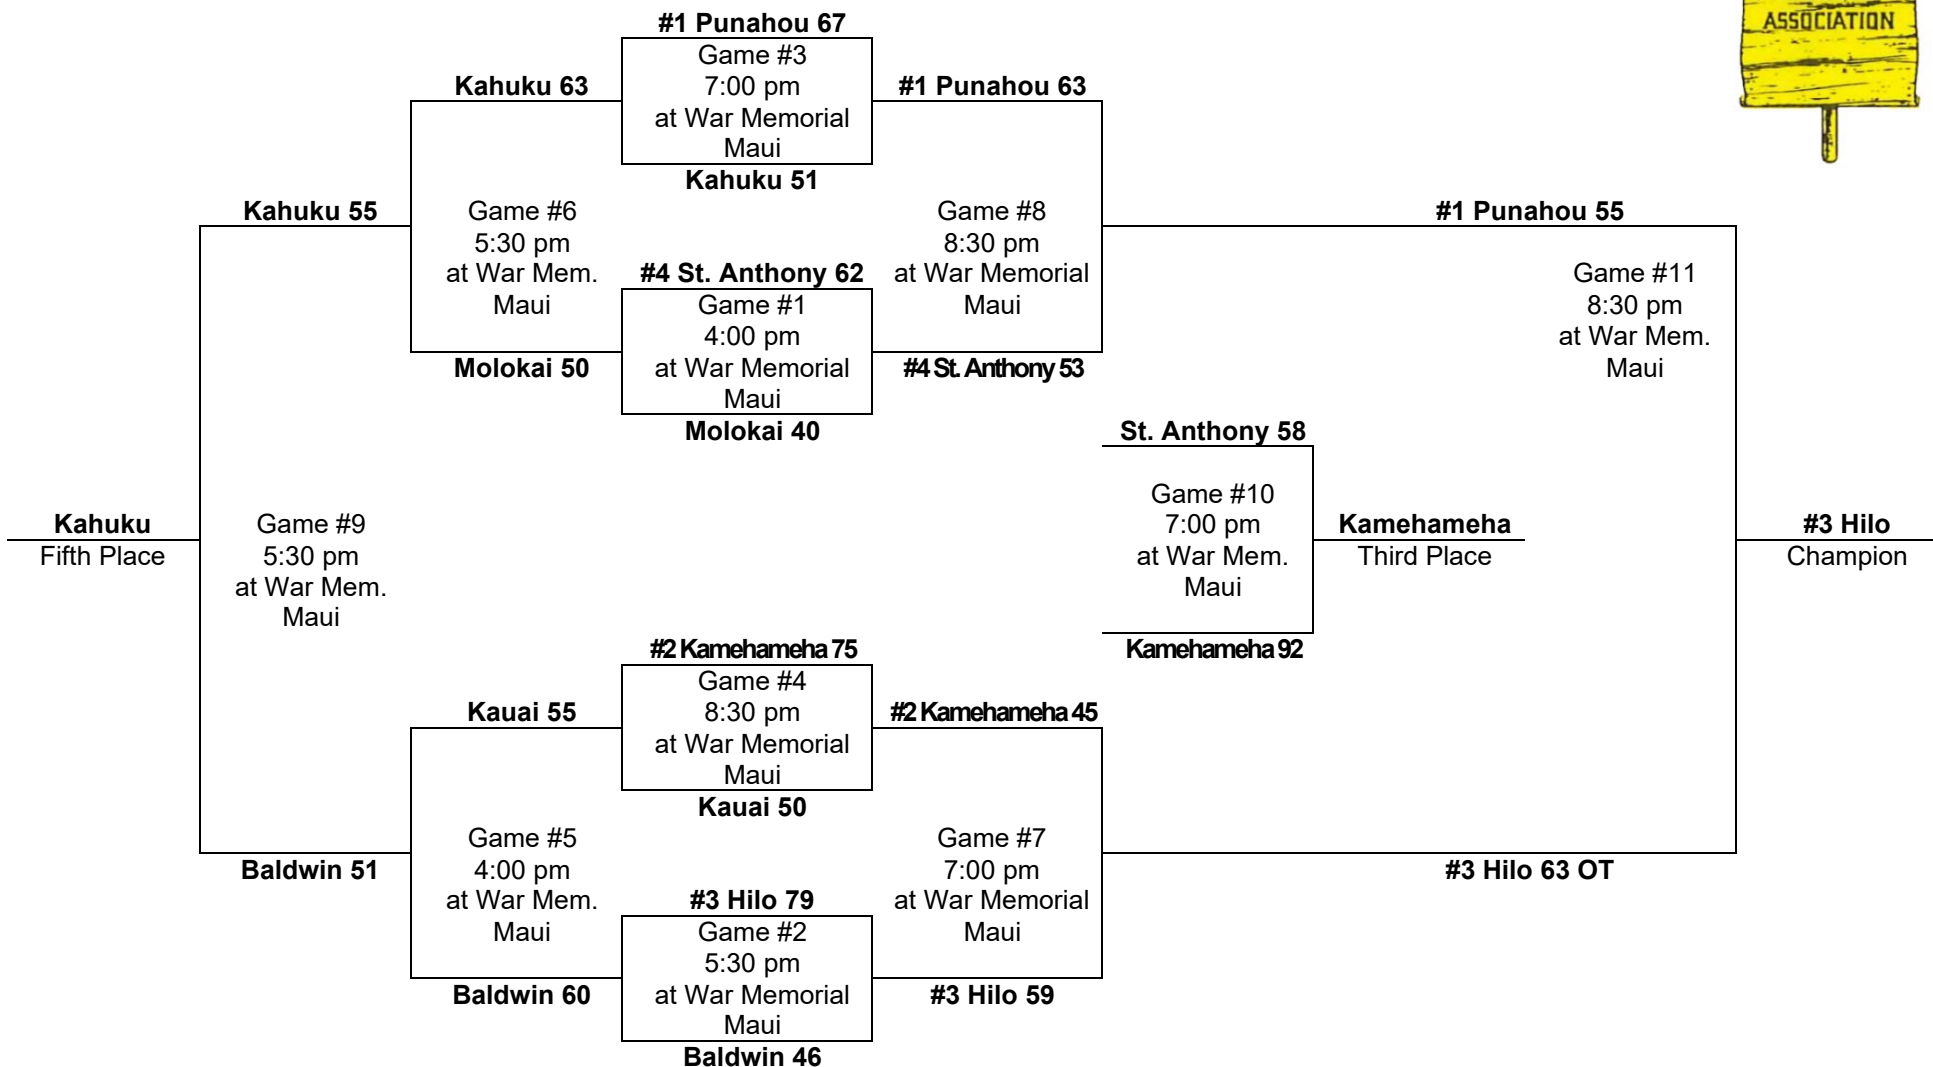 ASSOCIATION
#1 Punahou 67
Game #3
7:00 pm
at War Memorial
Maui
Kahuku 51
Kahuku 63
#1 Punahou 63
Kahuku 55
Game #6
5:30 pm
at War Mem.
Maui
Molokai 50
#4 St. Anthony 62
Game #1
4:00 pm
at War Memorial
Maui
Molokai 40
Game #8
8:30 pm
at War Memorial
Maui
#4 St. Anthony 53
#1 Punahou 55
Game #11
8:30 pm
at War Mem.
Maui
St. Anthony 58
Game #10
7:00 pm
at War Mem.
Maui
Kamehameha 92
Kamehameha
Third Place
#3 Hilo
Champion
Kahuku
Fifth Place
Game #9
5:30 pm
at War Mem.
Maui
#2 Kamehameha 75
Game #4
8:30 pm
at War Memorial
Maui
Kauai 50
Kauai 55
#2 Kamehameha 45
Game #5
4:00 pm
at War Mem.
Maui
Baldwin 51
Baldwin 60
#3 Hilo 79
Game #2
5:30 pm
at War Memorial
Maui
Baldwin 46
Game #7
7:00 pm
at War Memorial
Maui
#3 Hilo 59
#3 Hilo 63 OT